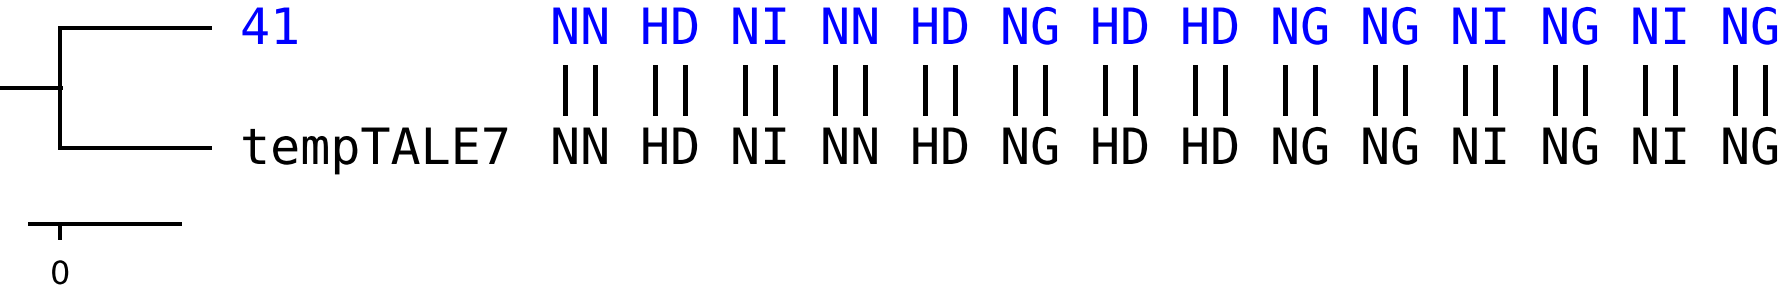 41 NN HD NI NN HD NG HD HD NG NG NI NG NI NG
tempTALE7 NN HD NI NN HD NG HD HD NG NG NI NG NI NG
0